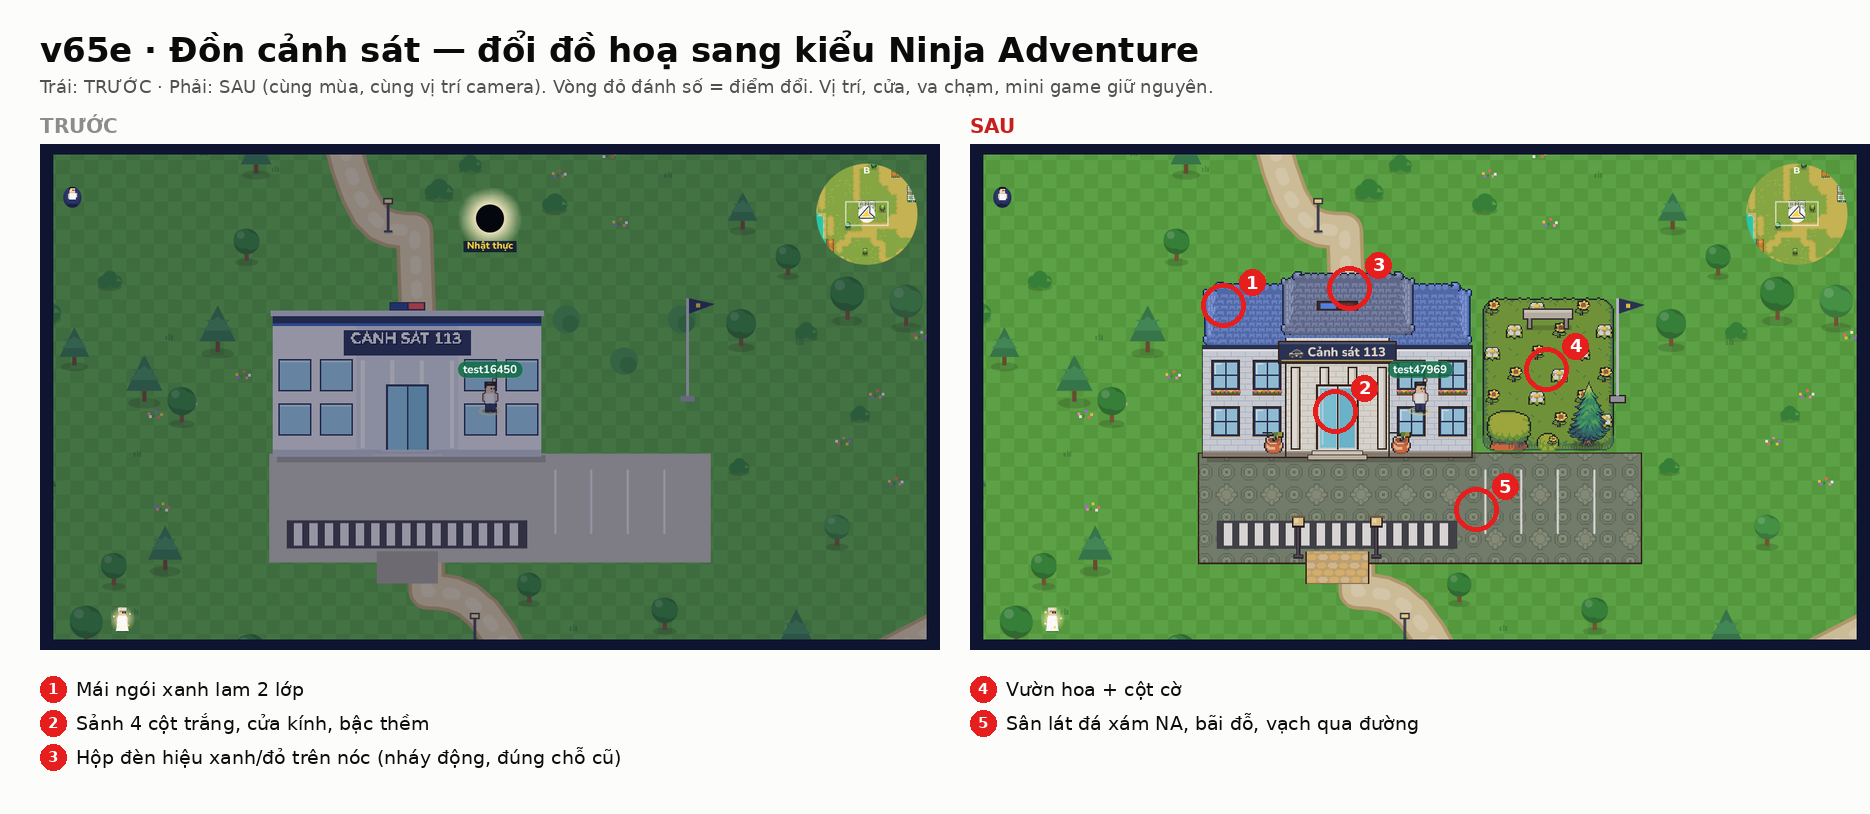 v65e · Đồn cảnh sát — đổi đồ hoạ sang kiểu Ninja Adventure
Trái: TRƯỚC · Phải: SAU (cùng mùa, cùng vị trí camera). Vòng đỏ đánh số = điểm đổi. Vị trí, cửa, va chạm, mini game giữ nguyên.
TRƯỚC
B
Nhật thực
CẢNH SÁT 113
test16450
SAU
B
1
3
Cảnh sát 113
test47969
2
4
5
1 Mái ngói xanh lam 2 lớp
2 Sảnh 4 cột trắng, cửa kính, bậc thềm
3 Hộp đèn hiệu xanh/đỏ trên nóc (nháy động, đúng chỗ cũ)
4 Vườn hoa + cột cờ
5 Sân lát đá xám NA, bãi đỗ, vạch qua đường